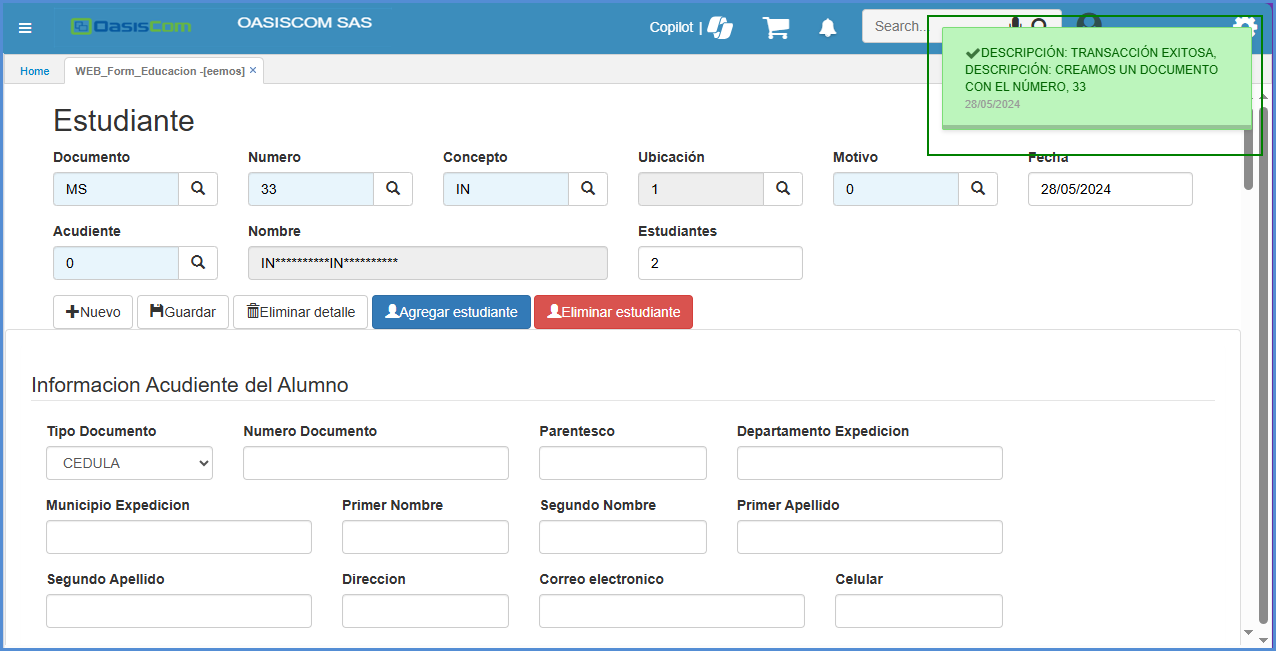 OasisCom
OASISCOM SAS
Copilot |
Search...
Home
WEB_Form_Educacion -[eemos] ×
DESCRIPCIÓN: TRANSACCIÓN EXITOSA,
DESCRIPCIÓN: CREAMOS UN DOCUMENTO
CON EL NÚMERO, 33
28/05/2024
Estudiante
Documento Numero Concepto Ubicación Motivo Fecha
MS 33 IN 1 0 28/05/2024
Acudiente Nombre Estudiantes
0 IN**********IN********** 2
Nuevo Guardar Eliminar detalle Agregar estudiante Eliminar estudiante
Informacion Acudiente del Alumno
Tipo Documento Numero Documento Parentesco Departamento Expedicion
CEDULA
Municipio Expedicion Primer Nombre Segundo Nombre Primer Apellido
Segundo Apellido Direccion Correo electronico Celular